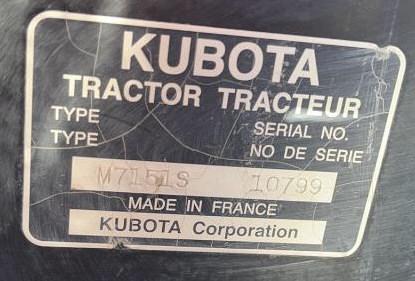 KUBOTA
TRACTOR TRACTEUR
TYPE SERIAL NO.
TYPE NO DE SERIE
M7151S 10799
MADE IN FRANCE
KUBOTA Corporation